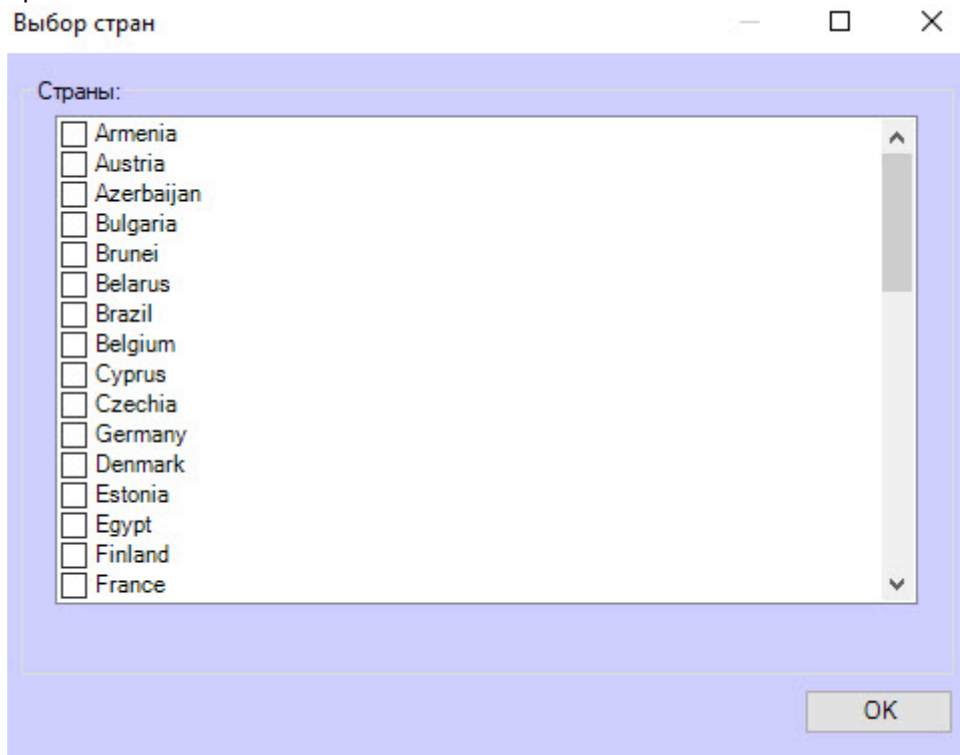 Выбор стран
Страны:
Armenia
Austria
Azerbaijan
Bulgaria
Brunei
Belarus
Brazil
Belgium
Cyprus
Czechia
Germany
Denmark
Estonia
Egypt
Finland
France
OK